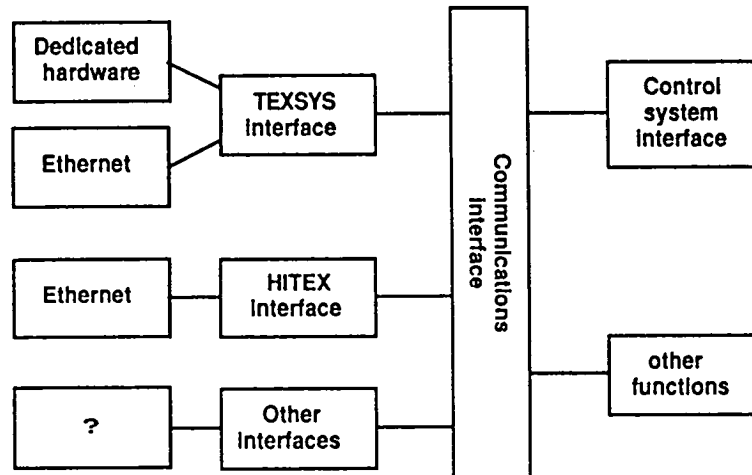 Dedicated
hardware
TEXSYS
Interface
Ethernet
Ethernet
HITEX
Interface
?
Other
Interfaces
Communications
Interface
Control
system
interface
other
functions